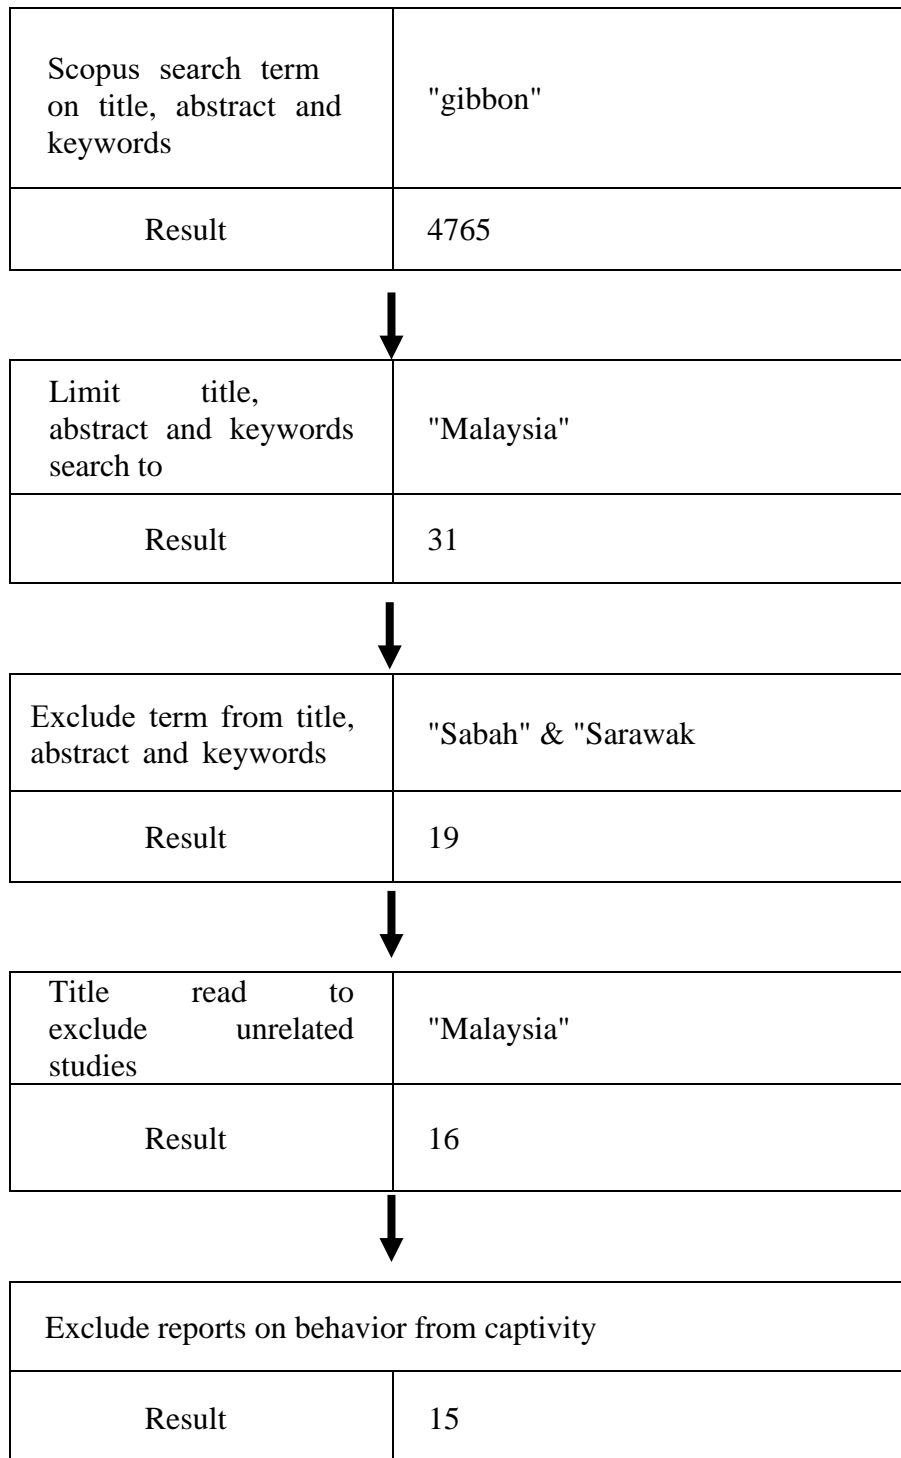 Scopus search term
on title, abstract and
keywords
"gibbon"
Result
4765
Limit title,
abstract and keywords
search to
"Malaysia"
Result
31
Exclude term from title,
abstract and keywords
"Sabah" & "Sarawak
Result
19
Title read to
exclude unrelated
studies
"Malaysia"
Result
16
Exclude reports on behavior from captivity
Result
15